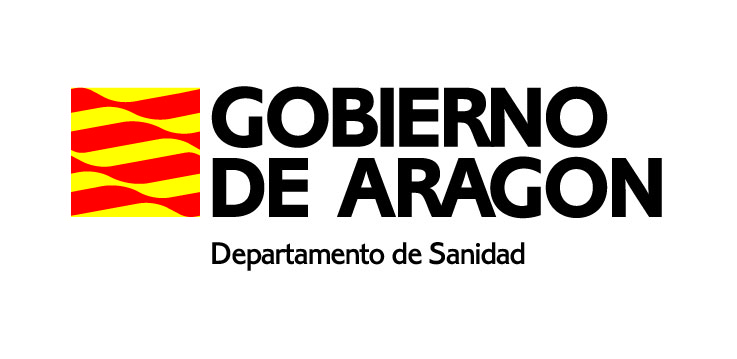 GOBIERNO
DE ARAGON
Departamento de Sanidad